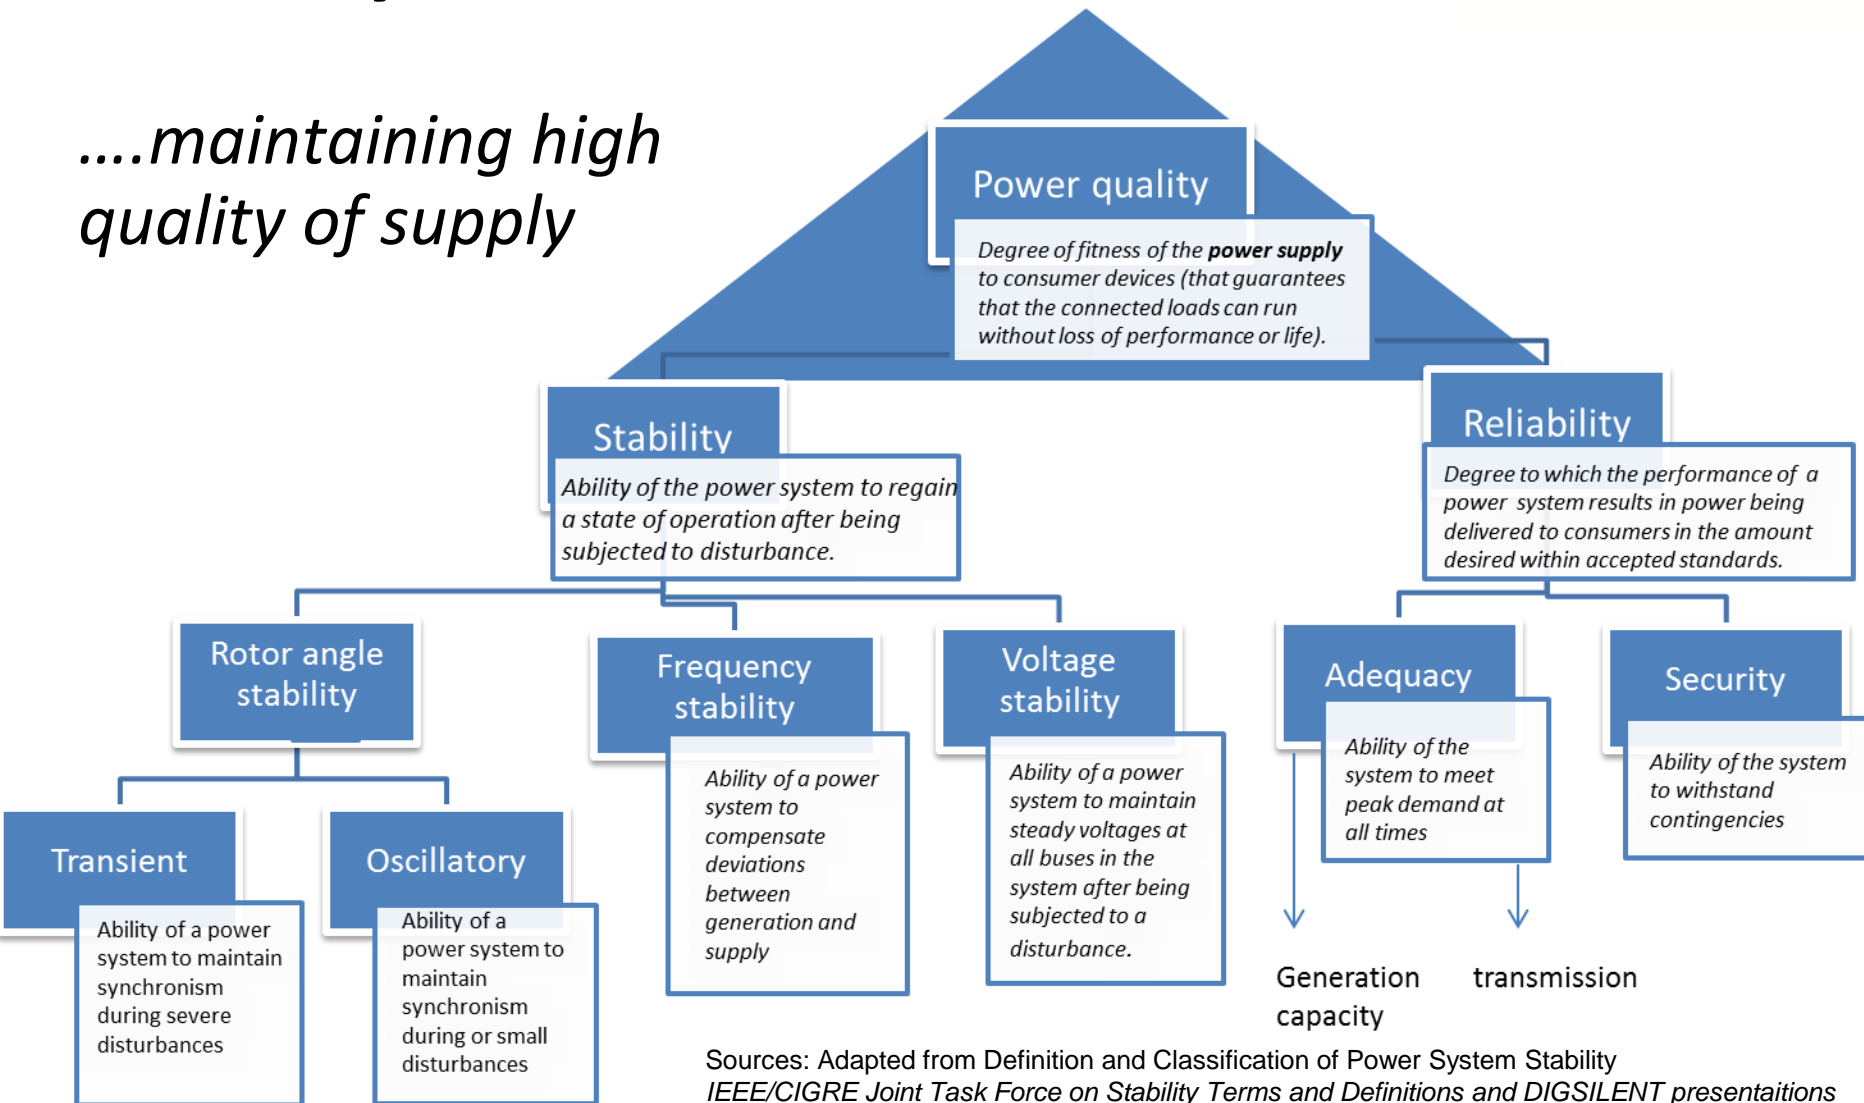 ....maintaining high
quality of supply
Power quality
Degree of fitness of the power supply
to consumer devices (that guarantees
that the connected loads can run
without loss of performance or life).
Stability
Ability of the power system to regain
a state of operation after being
subjected to disturbance.
Reliability
Degree to which the performance of a
power system results in power being
delivered to consumers in the amount
desired within accepted standards.
Rotor angle
stability
Frequency
stability
Ability of a power
system to
compensate
deviations
between
generation and
supply
Voltage
stability
Ability of a power
system to maintain
steady voltages at
all buses in the
system after being
subjected to a
disturbance.
Adequacy
Ability of the
system to meet
peak demand at
all times
Security
Ability of the system
to withstand
contingencies
Transient
Ability of a power
system to maintain
synchronism
during severe
disturbances
Oscillatory
Ability of a
power system to
maintain
synchronism
during or small
disturbances
Generation
capacity
transmission
Sources: Adapted from Definition and Classification of Power System Stability
IEEE/CIGRE Joint Task Force on Stability Terms and Definitions and DIGSILENT presentaitions